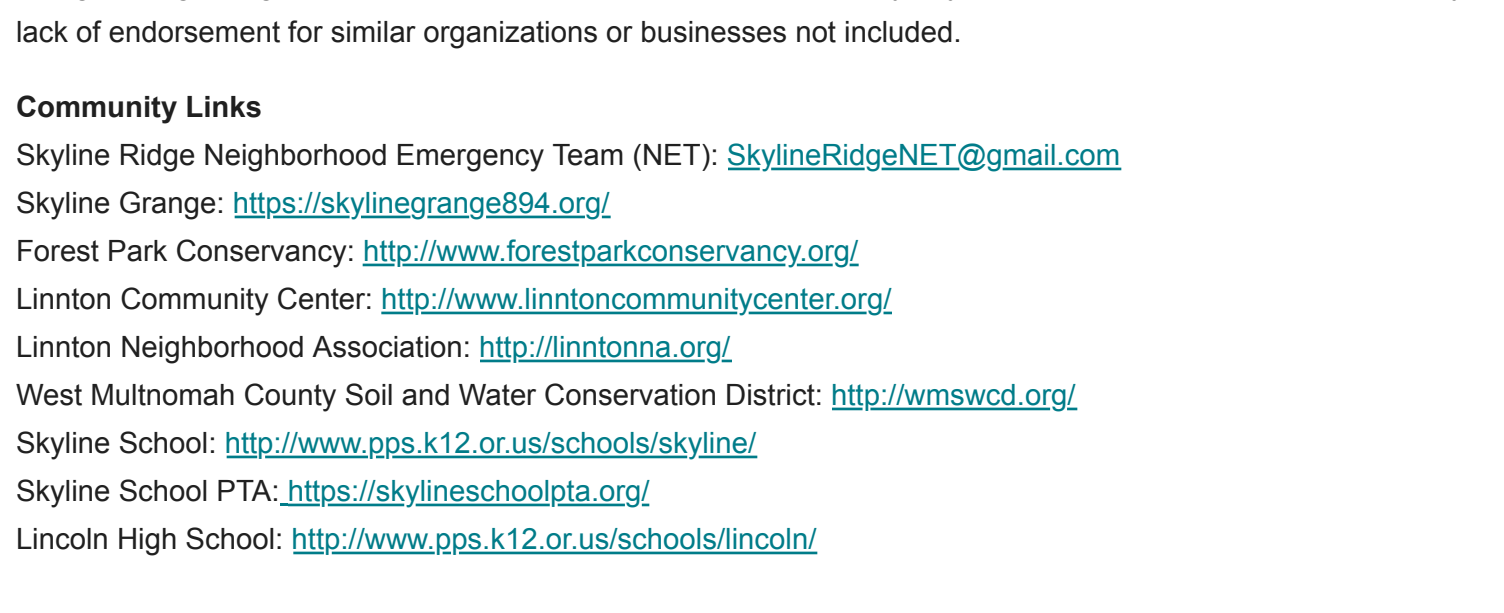 lack of endorsement for similar organizations or businesses not included.
Community Links
Skyline Ridge Neighborhood Emergency Team (NET): SkylineRidgeNET@gmail.com
Skyline Grange: https://skylinegrange894.org/
Forest Park Conservancy: http://www.forestparkconservancy.org/
Linnton Community Center: http://www.linntoncommunitycenter.org/
Linnton Neighborhood Association: http://linntonna.org/
West Multnomah County Soil and Water Conservation District: http://wmswcd.org/
Skyline School: http://www.pps.k12.or.us/schools/skyline/
Skyline School PTA: https://skylineschoolpta.org/
Lincoln High School: http://www.pps.k12.or.us/schools/lincoln/